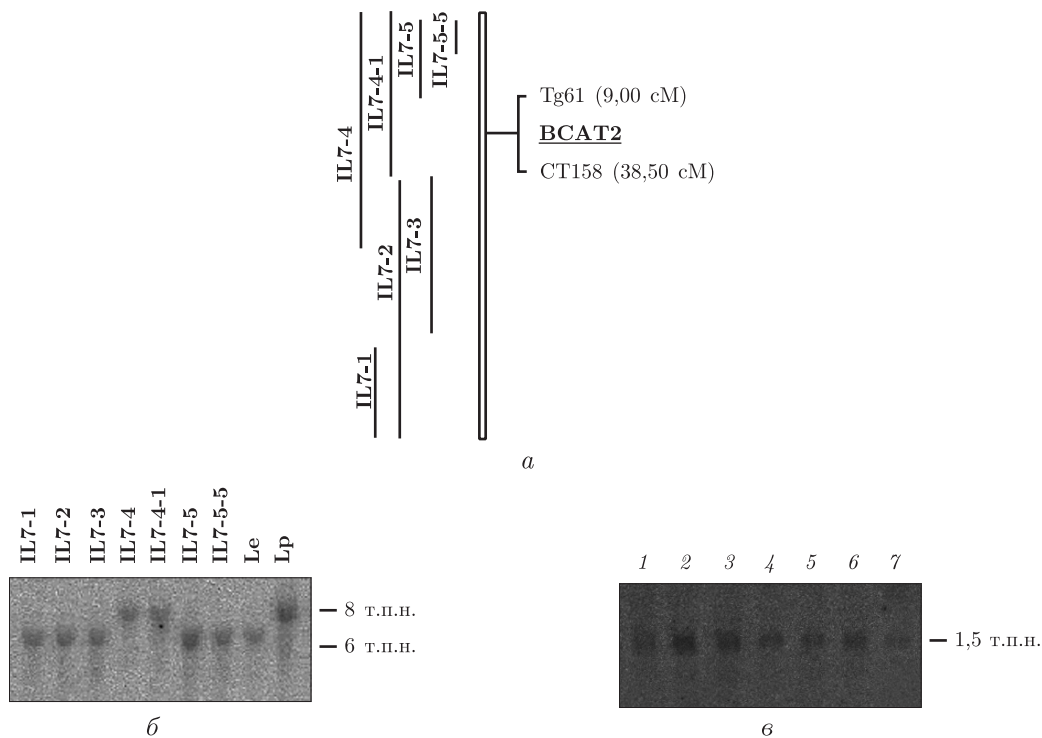 IL7-4
IL7-4-1
IL7-5
IL7-5-5
IL7-2
IL7-3
IL7-1
Tg61 (9,00 сМ)
BCAT2
CT158 (38,50 сМ)
а
IL7-1 IL7-2 IL7-3 IL7-4 IL7-4-1 IL7-5 IL7-5-5 Le Lp
8 т.п.н.
6 т.п.н.
б
1 2 3 4 5 6 7
1,5 т.п.н.
в